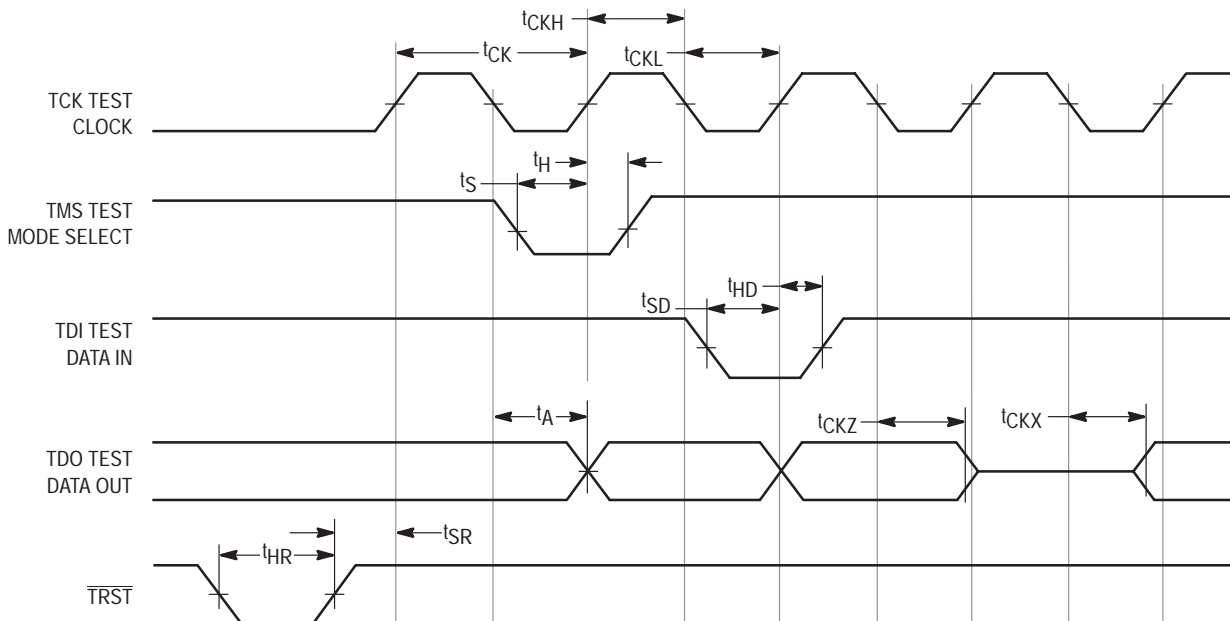 tCKH
tCK
tCKL
TCK TEST
CLOCK
tH
tS
TMS TEST
MODE SELECT
tHD
tSD
TDI TEST
DATA IN
tA
tCKZ
tCKX
TDO TEST
DATA OUT
tSR
tHR
TRST